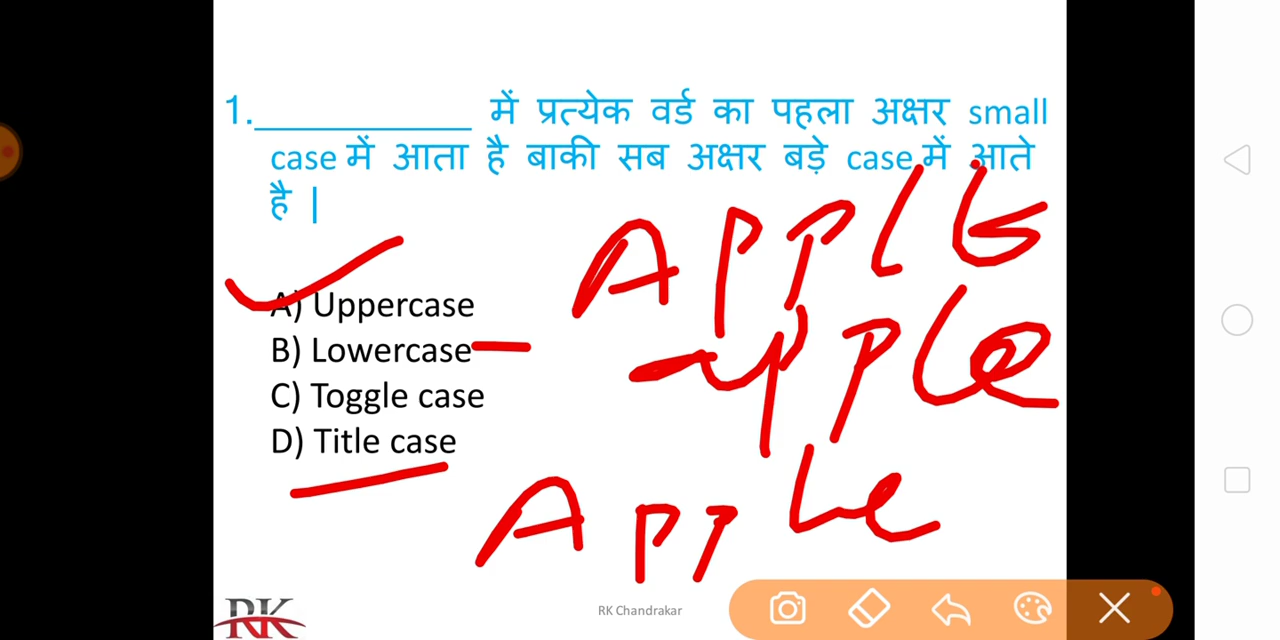 1.__________ में प्रत्येक वर्ड का पहला अक्षर small
case में आता है बाकी सब अक्षर बड़े case में आते
है |
APPLE
A) Uppercase
B) Lowercase
apple
C) Toggle case
D) Title case
Apple
RK
RK Chandrakar